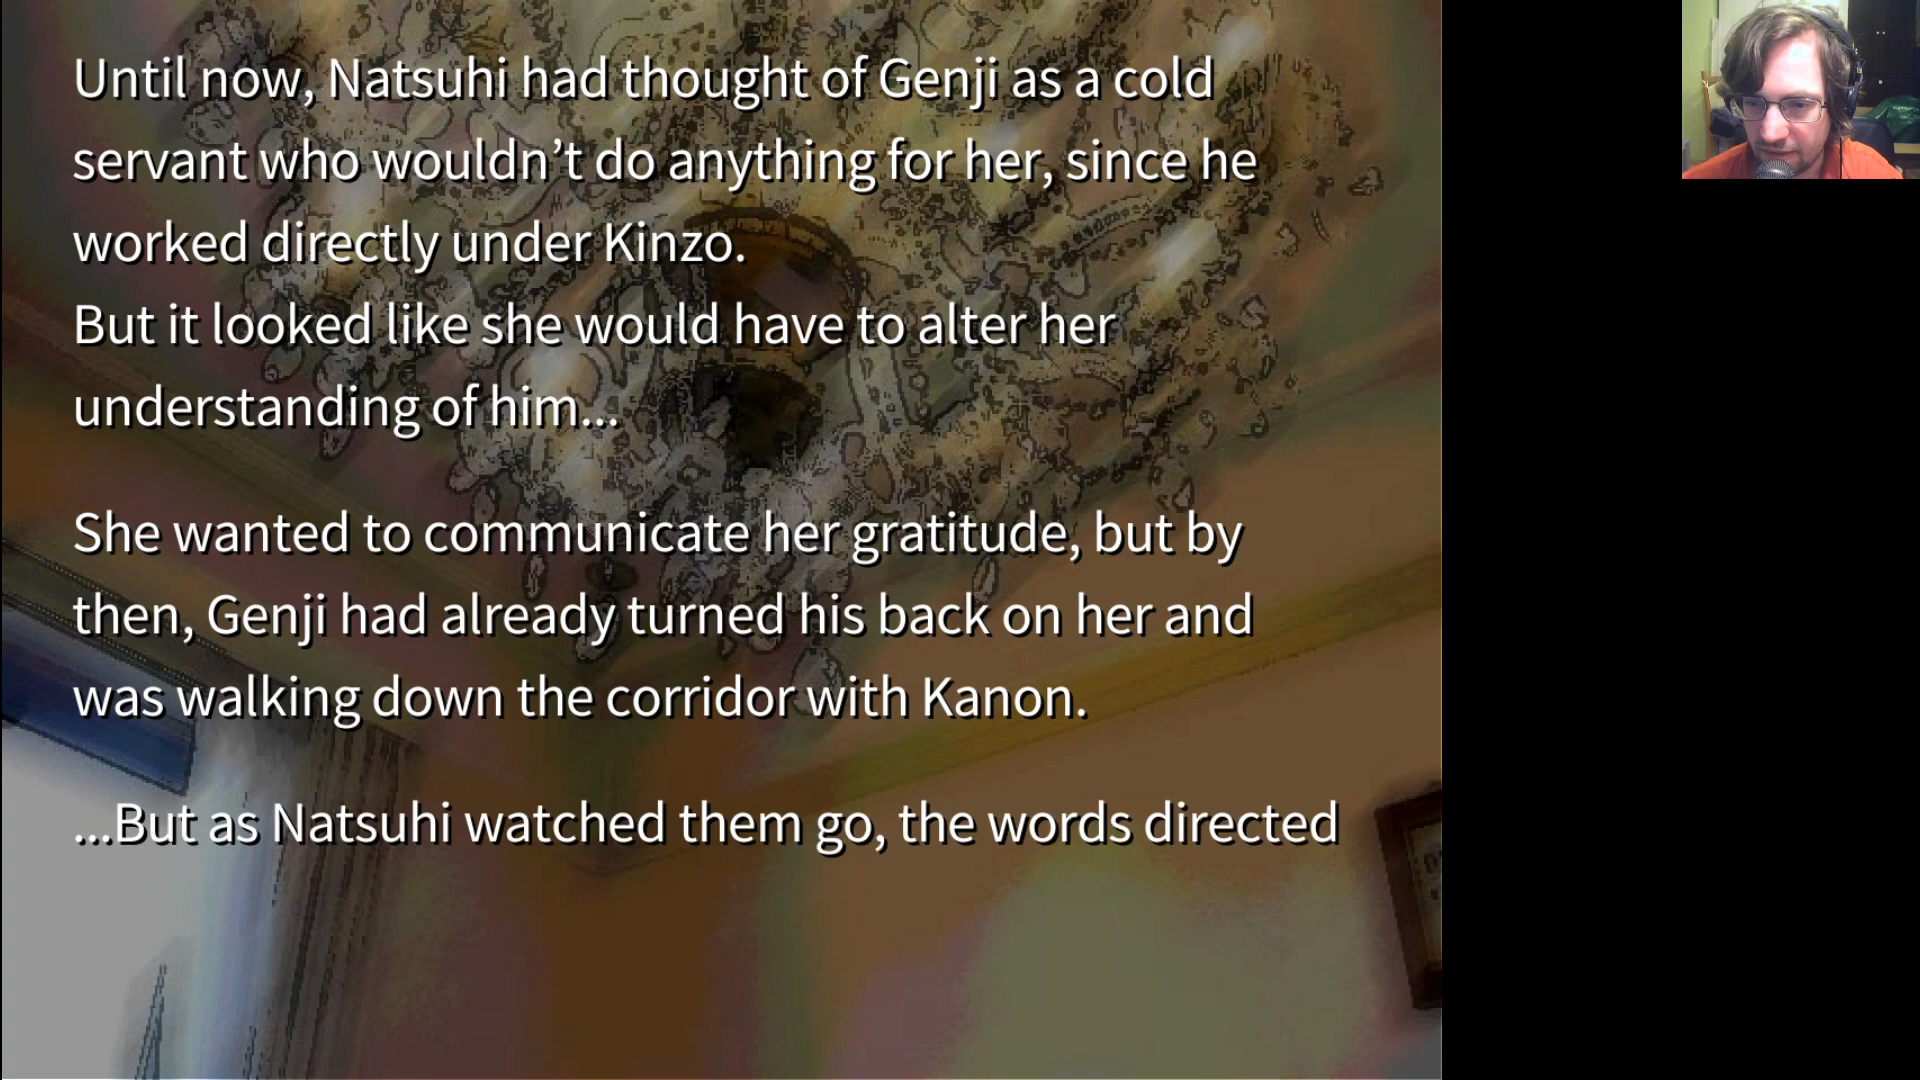 Until now, Natsuhi had thought of Genji as a cold
servant who wouldn’t do anything for her, since he
worked directly under Kinzo.
But it looked like she would have to alter her
understanding of him...
She wanted to communicate her gratitude, but by
then, Genji had already turned his back on her and
was walking down the corridor with Kanon.
...But as Natsuhi watched them go, the words directed